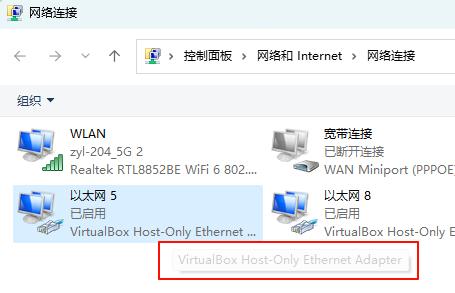 网络连接
控制面板 > 网络和 Internet > 网络连接
组织
WLAN
zyl-204_5G 2
Realtek RTL8852BE WiFi 6 802....
宽带连接
已断开连接
WAN Miniport (PPPOE)
以太网 5
已启用
VirtualBox Host-Only Ethernet ...
以太网 8
已启用
VirtualBox Host-Only Ethern
VirtualBox Host-Only Ethernet Adapter